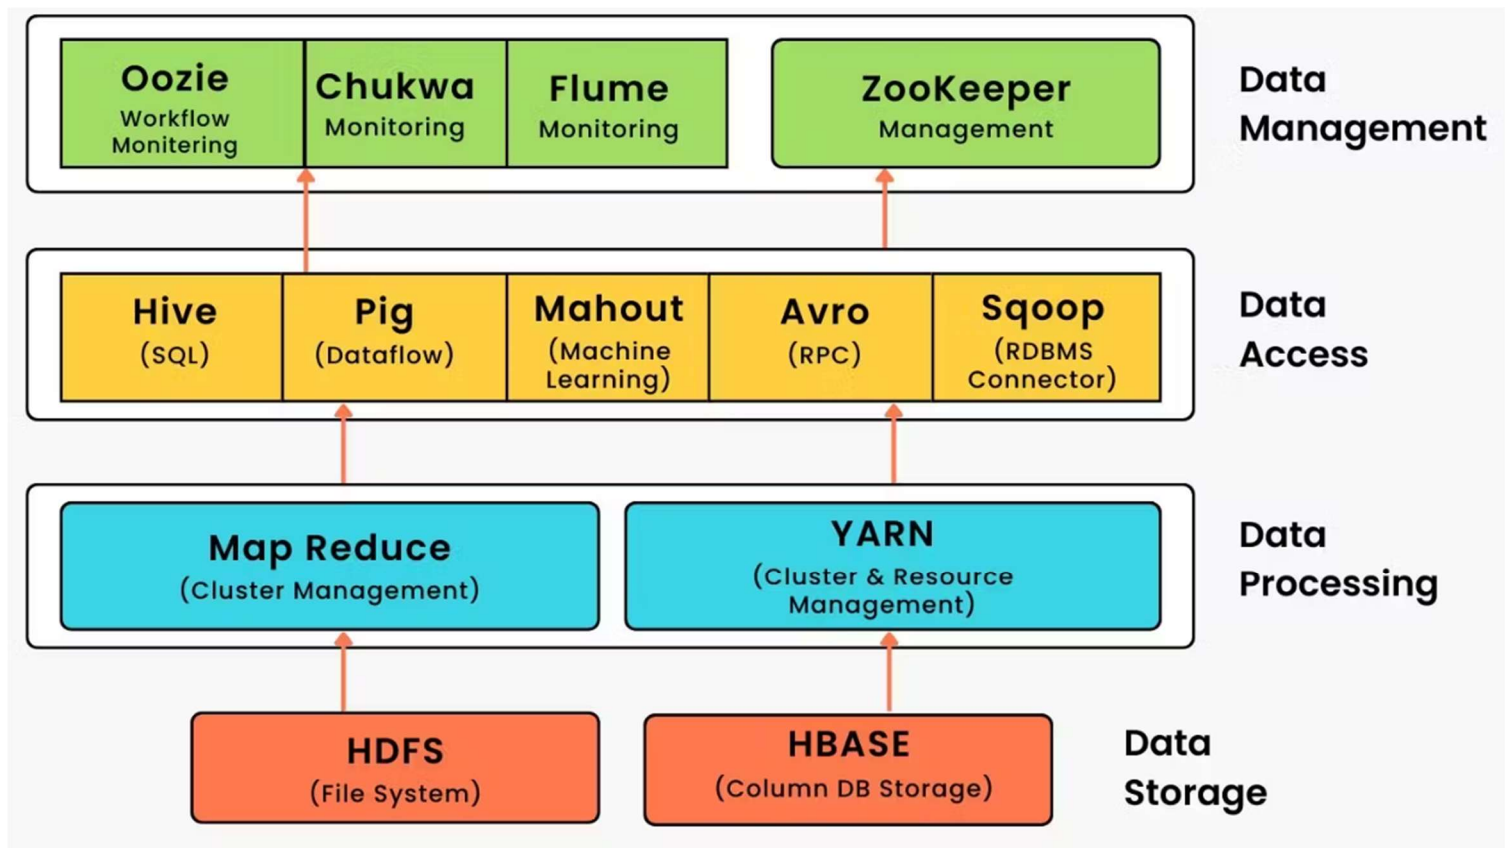 Oozie
Workflow
Monitering
Chukwa
Monitoring
Flume
Monitoring
ZooKeeper
Management
Data
Management
Hive
(SQL)
Pig
(Dataflow)
Mahout
(Machine
Learning)
Avro
(RPC)
Sqoop
(RDBMS
Connector)
Data
Access
Map Reduce
(Cluster Management)
YARN
(Cluster & Resource
Management)
Data
Processing
HDFS
(File System)
HBASE
(Column DB Storage)
Data
Storage